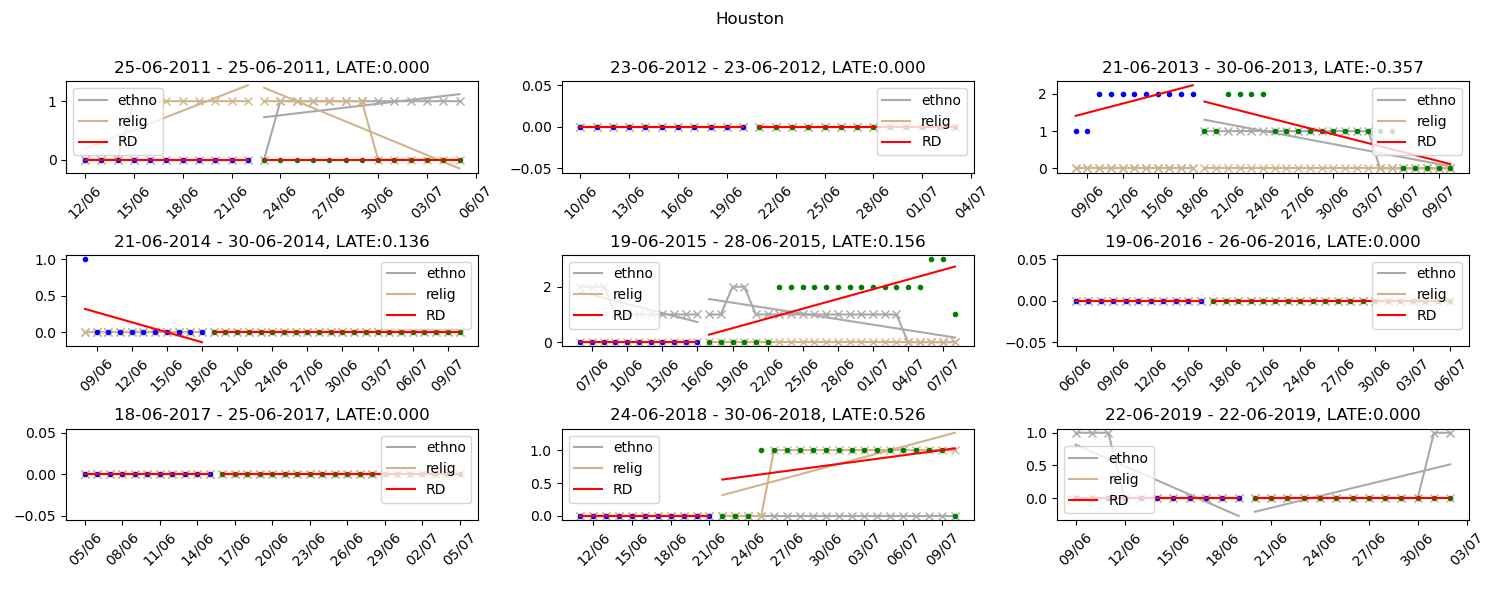 Houston
25-06-2011 - 25-06-2011, LATE:0.000
1
0
ethno
relig
RD
12/06 15/06 18/06 21/06 24/06 27/06 30/06 03/07 06/07
23-06-2012 - 23-06-2012, LATE:0.000
0.05
0.00
−0.05
ethno
relig
RD
10/06 13/06 16/06 19/06 22/06 25/06 28/06 01/07 04/07
21-06-2013 - 30-06-2013, LATE:-0.357
2
1
0
ethno
relig
RD
09/06 12/06 15/06 18/06 21/06 24/06 27/06 30/06 03/07 06/07 09/07
21-06-2014 - 30-06-2014, LATE:0.136
1.0
0.5
0.0
ethno
relig
RD
09/06 12/06 15/06 18/06 21/06 24/06 27/06 30/06 03/07 06/07 09/07
19-06-2015 - 28-06-2015, LATE:0.156
2
0
ethno
relig
RD
07/06 10/06 13/06 16/06 19/06 22/06 25/06 28/06 01/07 04/07 07/07
19-06-2016 - 26-06-2016, LATE:0.000
0.05
0.00
−0.05
ethno
relig
RD
06/06 09/06 12/06 15/06 18/06 21/06 24/06 27/06 30/06 03/07 06/07
18-06-2017 - 25-06-2017, LATE:0.000
0.05
0.00
−0.05
ethno
relig
RD
05/06 08/06 11/06 14/06 17/06 20/06 23/06 26/06 29/06 02/07 05/07
24-06-2018 - 30-06-2018, LATE:0.526
1.0
0.5
0.0
ethno
relig
RD
12/06 15/06 18/06 21/06 24/06 27/06 30/06 03/07 06/07 09/07
22-06-2019 - 22-06-2019, LATE:0.000
1.0
0.5
0.0
ethno
relig
RD
09/06 12/06 15/06 18/06 21/06 24/06 27/06 30/06 03/07